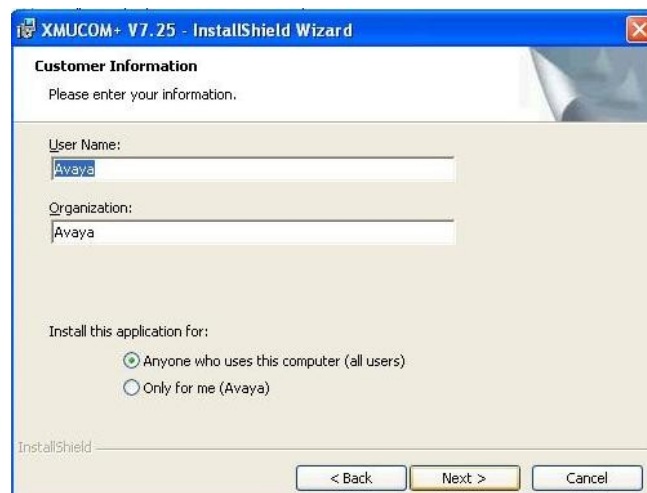 XMUCOM+ V7.25 - InstallShield Wizard
Customer Information
Please enter your information.
User Name:
Avaya
Organization:
Avaya
Install this application for:
Anyone who uses this computer (all users)
Only for me (Avaya)
InstallShield
< Back Next > Cancel